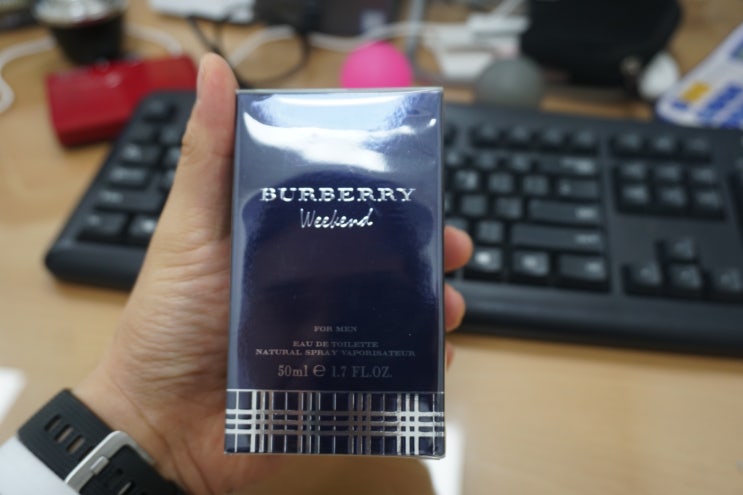 BURBERRY
Weekend
FOR MEN
EAU DE TOILETTE
NATURAL SPRAY VAPORISATEUR
50ml ℮ 1.7 FL.OZ.